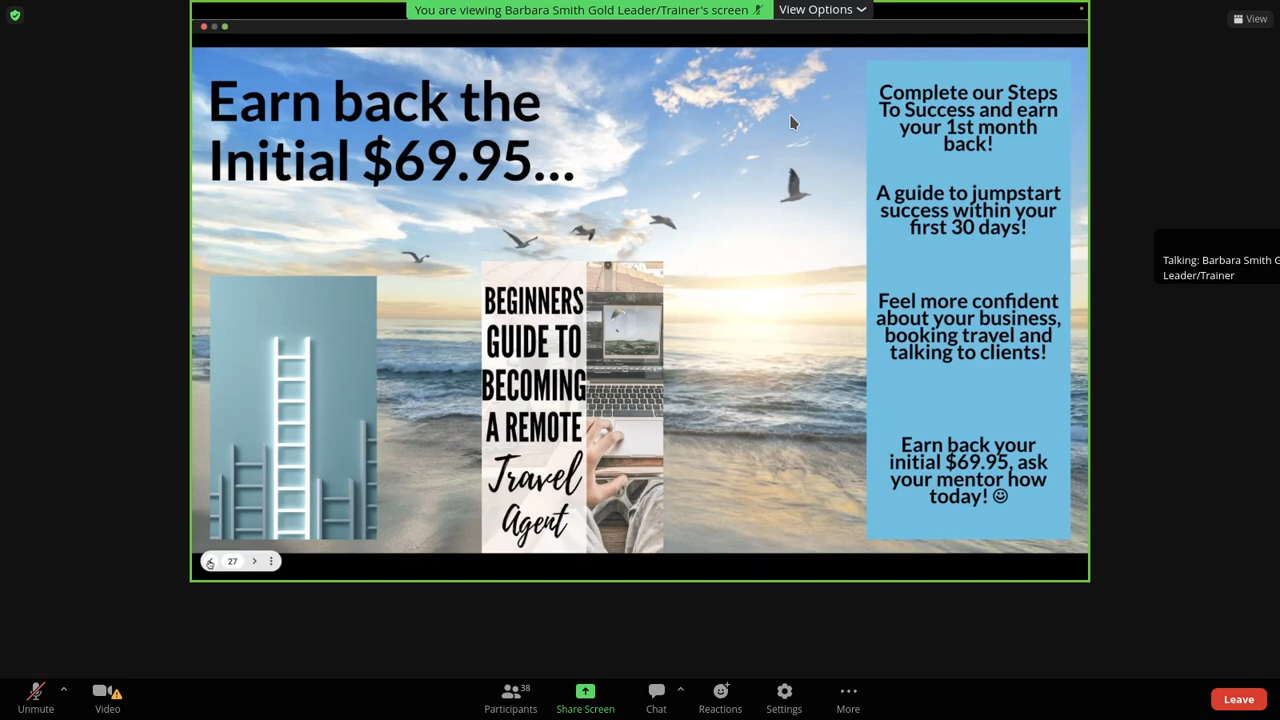 You are viewing Barbara Smith Gold Leader/Trainer's screen
View Options
View
Earn back the
Initial $69.95...
BEGINNERS
GUIDE TO
BECOMING
A REMOTE
Travel
Agent
Complete our Steps
To Success and earn
your 1st month
back!
A guide to jumpstart
success within your
first 30 days!
Feel more confident
about your business,
booking travel and
talking to clients!
Earn back your
initial $69.95, ask
your mentor how
today! ☺
Talking: Barbara Smith G
Leader/Trainer
27
Unmute
Video
38
Participants
Share Screen
Chat
Reactions
Settings
More
Leave